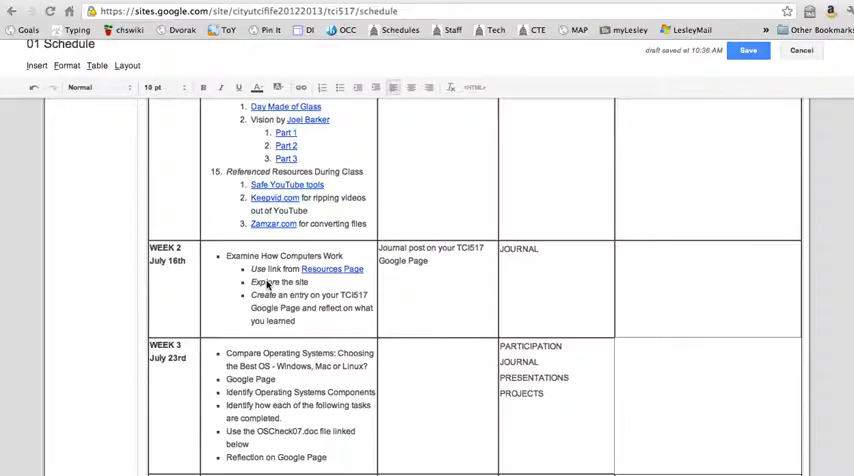 https://sites.google.com/site/cityutcifife20122013/tci517/schedule
Goals Typing chswiki Dvorak ToY Pin It DI OCC Schedules Staff Tech CTE MAP myLesley LesleyMail Other Bookmarks
01 Schedule
draft saved at 10:36 AM Save Cancel
Insert Format Table Layout
Normal 10 pt B I U A <HTML>
1. Day Made of Glass
2. Vision by Joel Barker
1. Part 1
2. Part 2
3. Part 3
15. Referenced Resources During Class
1. Safe YouTube tools
2. Keepvid.com for ripping videos
out of YouTube
3. Zamzar.com for converting files
WEEK 2
July 16th
Examine How Computers Work
Use link from Resources Page
Explore the site
Create an entry on your TCI517
Google Page and reflect on what
you learned
Journal post on your TCI517
Google Page
JOURNAL
WEEK 3
July 23rd
Compare Operating Systems: Choosing
the Best OS - Windows, Mac or Linux?
Google Page
Identify Operating Systems Components
Identify how each of the following tasks
are completed.
Use the OSCheck07.doc file linked
below
Reflection on Google Page
PARTICIPATION
JOURNAL
PRESENTATIONS
PROJECTS